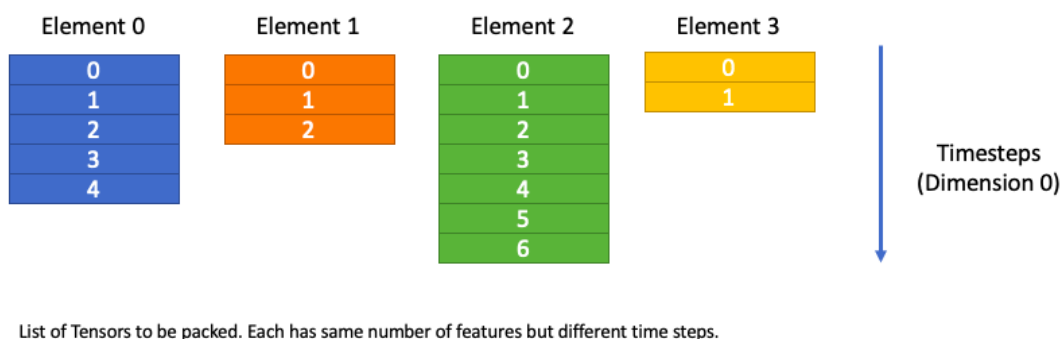 Element 0
Element 1
Element 2
Element 3
0
1
2
3
4
0
1
2
0
1
2
3
4
5
6
0
1
Timesteps
(Dimension 0)
List of Tensors to be packed. Each has same number of features but different time steps.